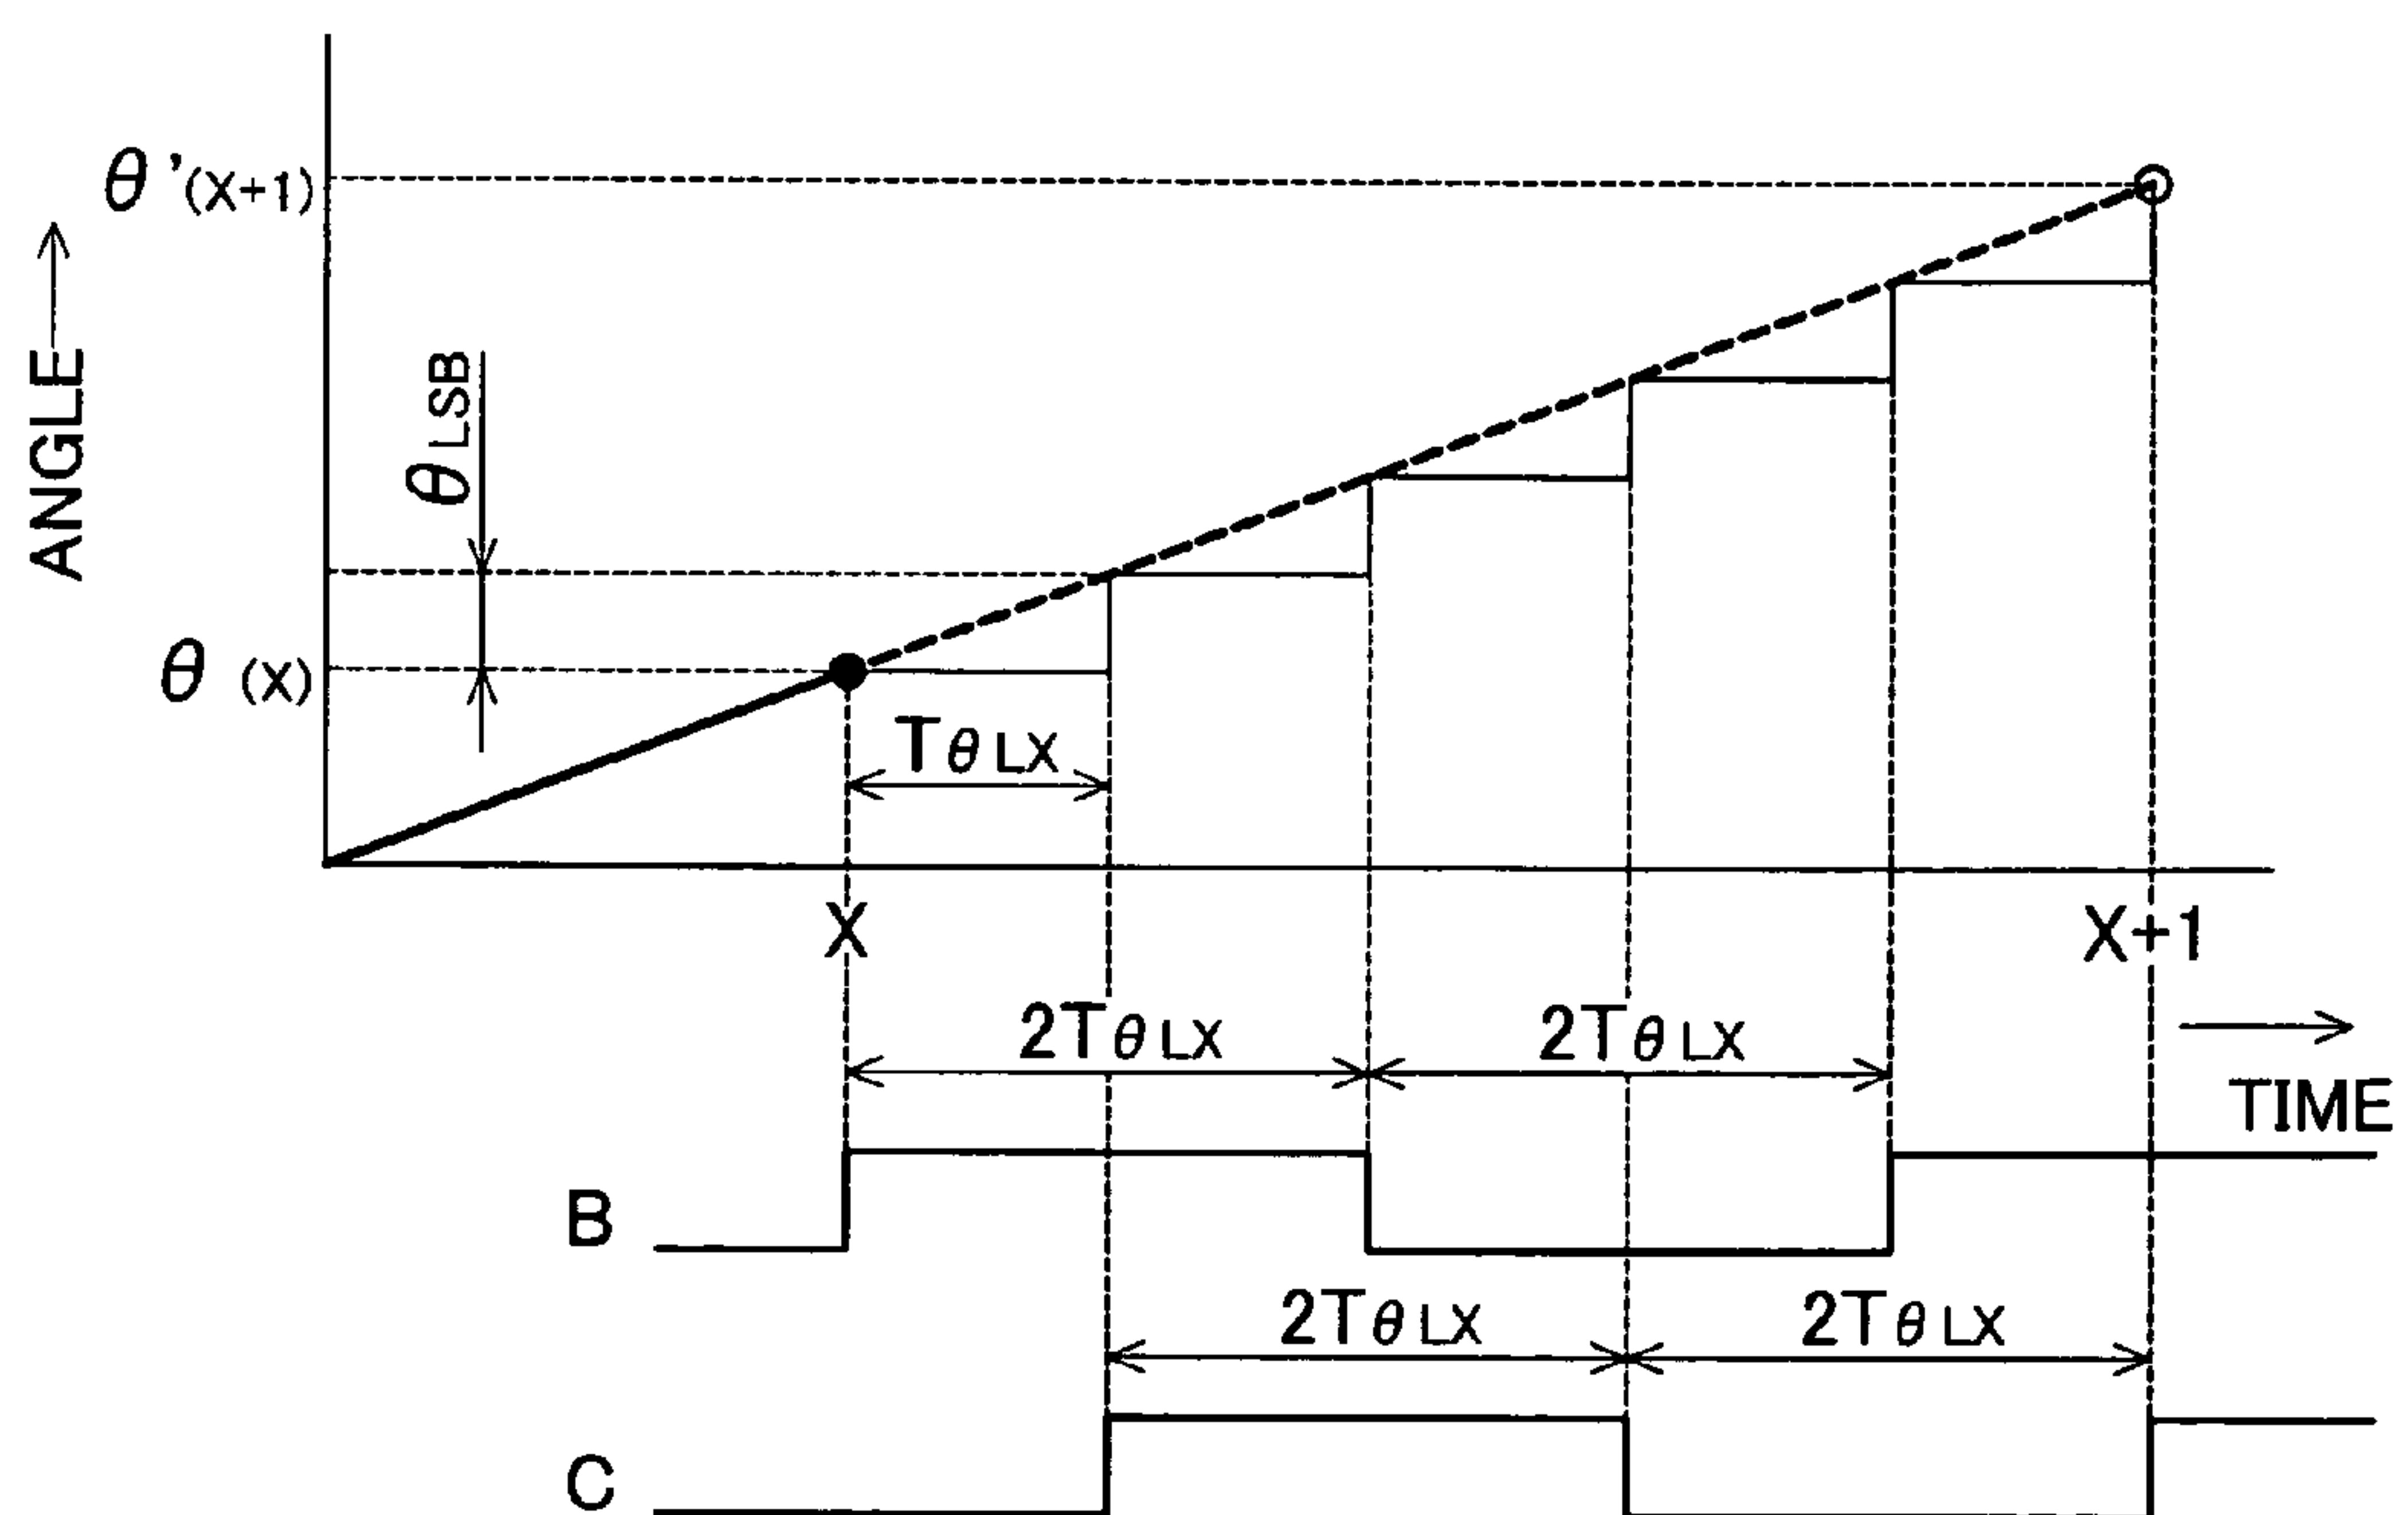 θ'(X+1)
ANGLE
θLSB
θ(X)
TθLX
X
X+1
2TθLX
2TθLX
TIME
B
2TθLX
2TθLX
C